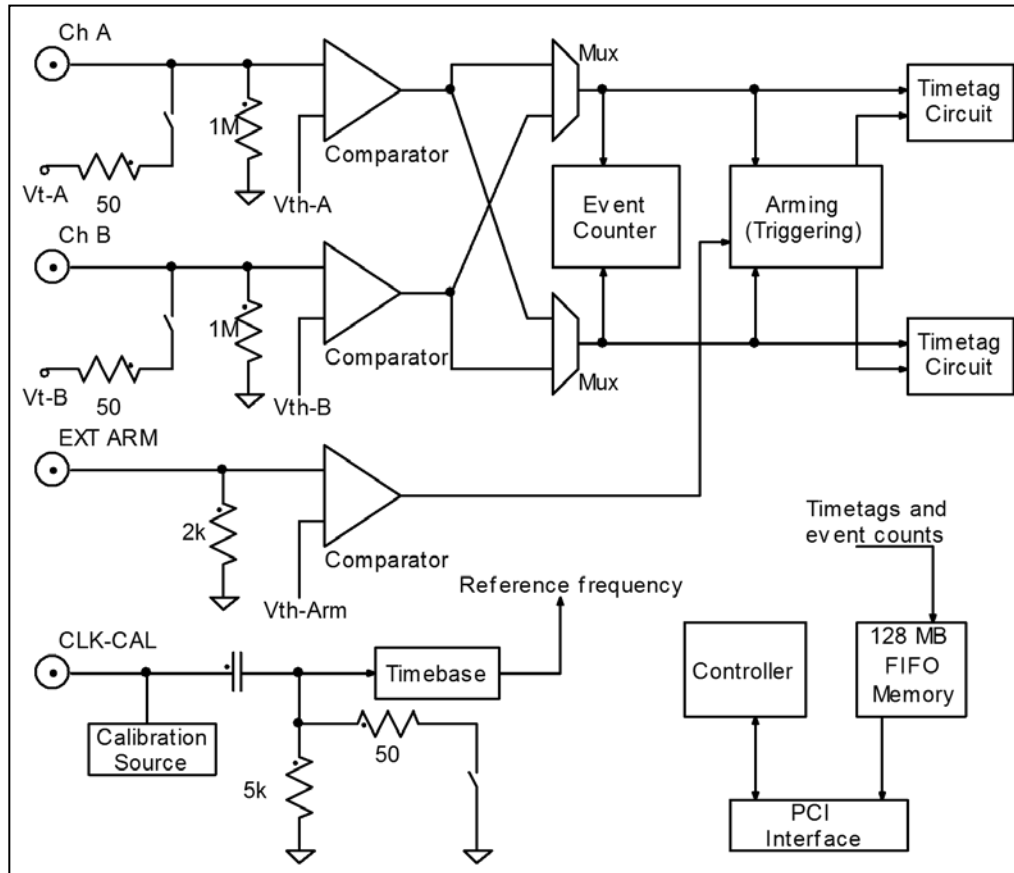 Ch A
Mux
Timetag
Circuit
1M
Comparator
Vt-A
50
Vth-A
Event
Counter
Arming
(Triggering)
Ch B
1M
Comparator
Vt-B
50
Vth-B
Mux
Timetag
Circuit
EXT ARM
2k
Comparator
Vth-Arm
Timetags and
event counts
Reference frequency
CLK-CAL
Timebase
Controller
128 MB
FIFO
Memory
Calibration
Source
50
5k
PCI
Interface